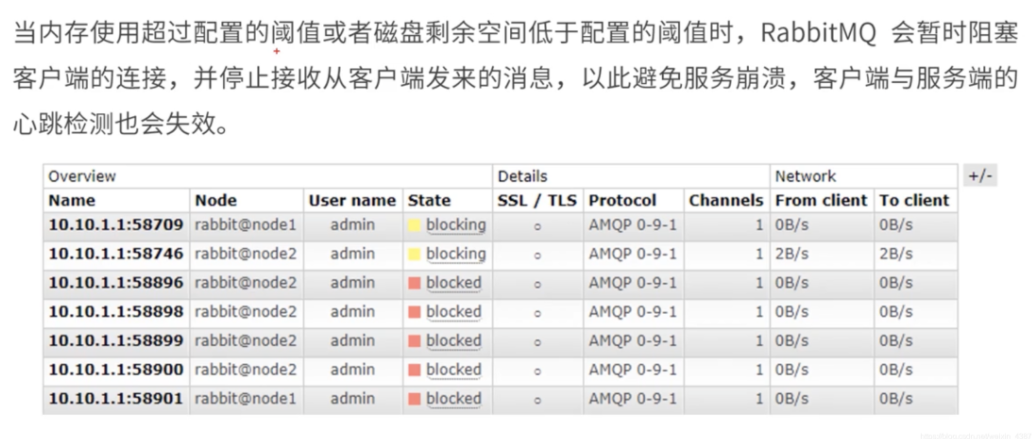 当内存使用超过配置的阈值或者磁盘剩余空间低于配置的阈值时，RabbitMQ 会暂时阻塞
客户端的连接，并停止接收从客户端发来的消息，以此避免服务崩溃，客户端与服务端的
心跳检测也会失效。
Overview Details Network +/-
Name Node User name State SSL / TLS Protocol Channels From client To client
10.10.1.1:58709 rabbit@node1 admin blocking ○ AMQP 0-9-1 1 0B/s 0B/s
10.10.1.1:58746 rabbit@node2 admin blocking ○ AMQP 0-9-1 1 2B/s 2B/s
10.10.1.1:58896 rabbit@node2 admin blocked ○ AMQP 0-9-1 1 0B/s 0B/s
10.10.1.1:58898 rabbit@node2 admin blocked ○ AMQP 0-9-1 1 0B/s 0B/s
10.10.1.1:58899 rabbit@node2 admin blocked ○ AMQP 0-9-1 1 0B/s 0B/s
10.10.1.1:58900 rabbit@node2 admin blocked ○ AMQP 0-9-1 1 0B/s 0B/s
10.10.1.1:58901 rabbit@node1 admin blocked ○ AMQP 0-9-1 1 0B/s 0B/s